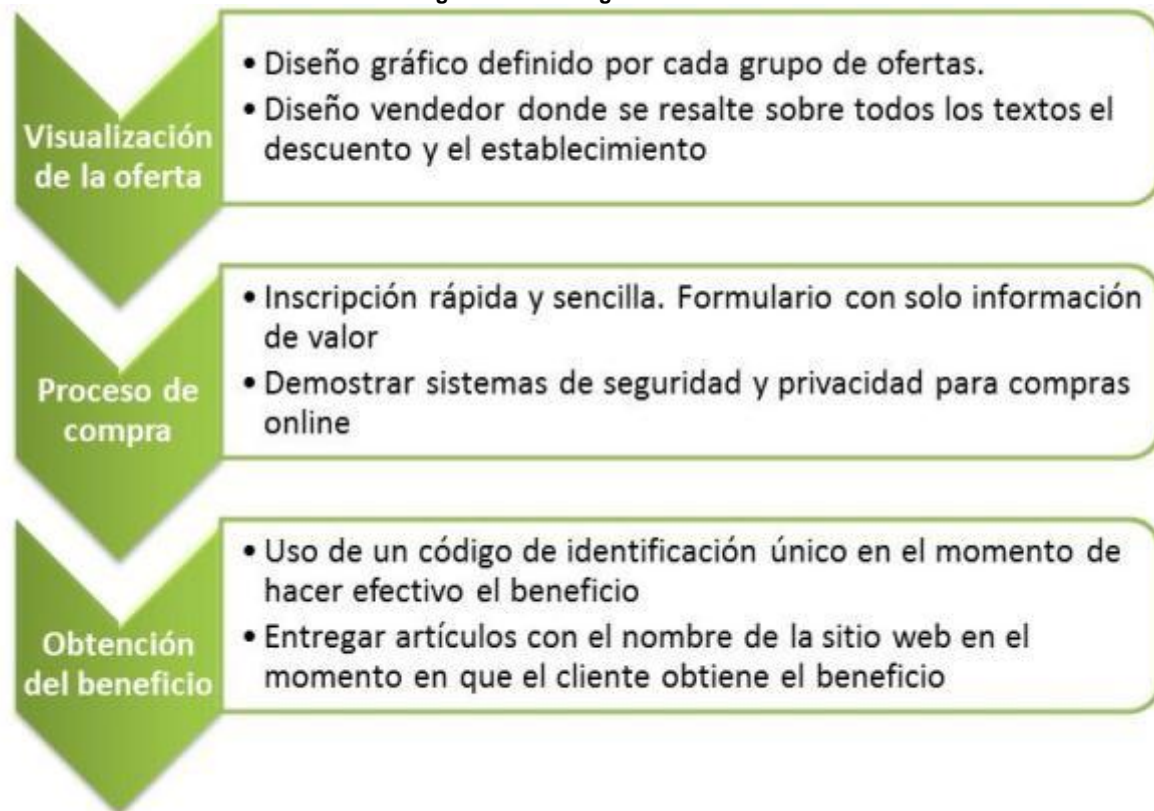 • Diseño gráfico definido por cada grupo de ofertas.
• Diseño vendedor donde se resalte sobre todos los textos el
descuento y el establecimiento
Visualización
de la oferta
• Inscripción rápida y sencilla. Formulario con solo información
de valor
• Demostrar sistemas de seguridad y privacidad para compras
online
Proceso de
compra
• Uso de un código de identificación único en el momento de
hacer efectivo el beneficio
• Entregar artículos con el nombre de la sitio web en el
momento en que el cliente obtiene el beneficio
Obtención
del beneficio